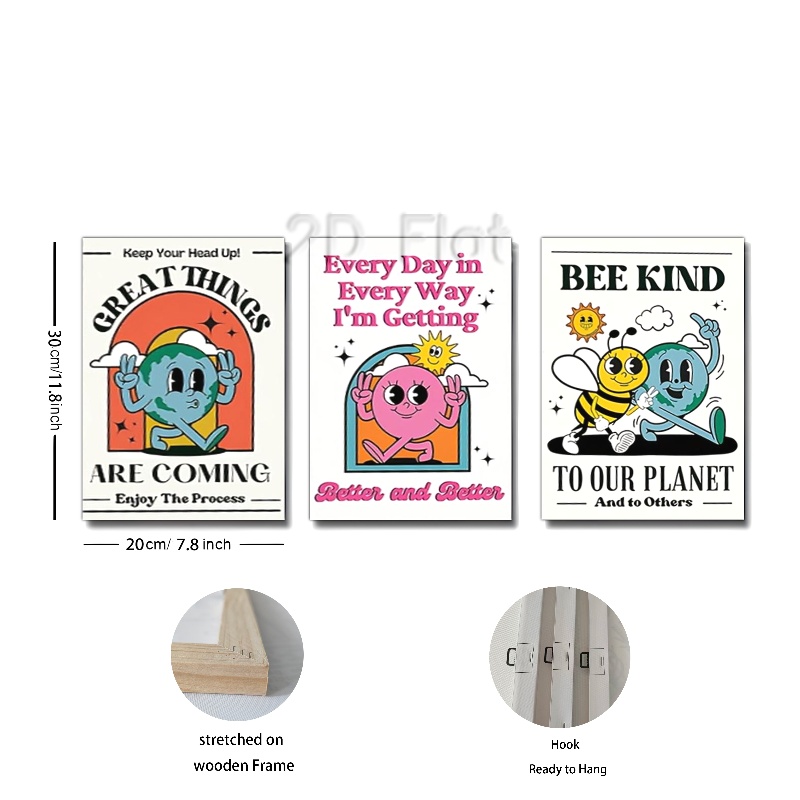 2D Flat
Keep Your Head Up!
GREAT THINGS
ARE COMING
Enjoy The Process
Every Day in
Every Way
I'm Getting
Better and Better
BEE KIND
TO OUR PLANET
And to Others
30cm/11.8inch
20cm/ 7.8 inch
stretched on
wooden Frame
Hook
Ready to Hang